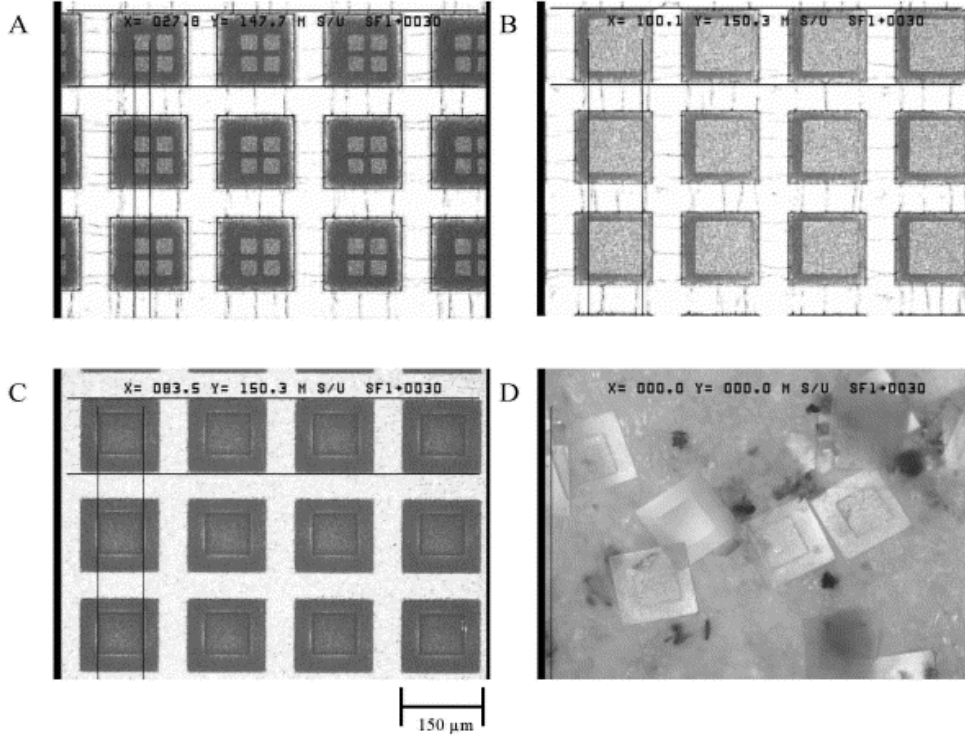 A
X= 027.8 Y= 147.7 M S/U SF1+0030
B
X= 100.1 Y= 150.3 M S/U SF1+0030
C
X= 083.5 Y= 150.3 M S/U SF1+0030
D
X= 000.0 Y= 000.0 M S/U SF1+0030
150 µm